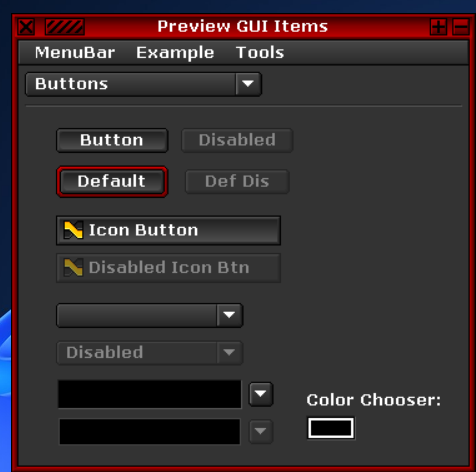 Preview GUI Items
MenuBar Example Tools
Buttons
Button Disabled
Default Def Dis
Icon Button
Disabled Icon Btn
Disabled
Color Chooser: